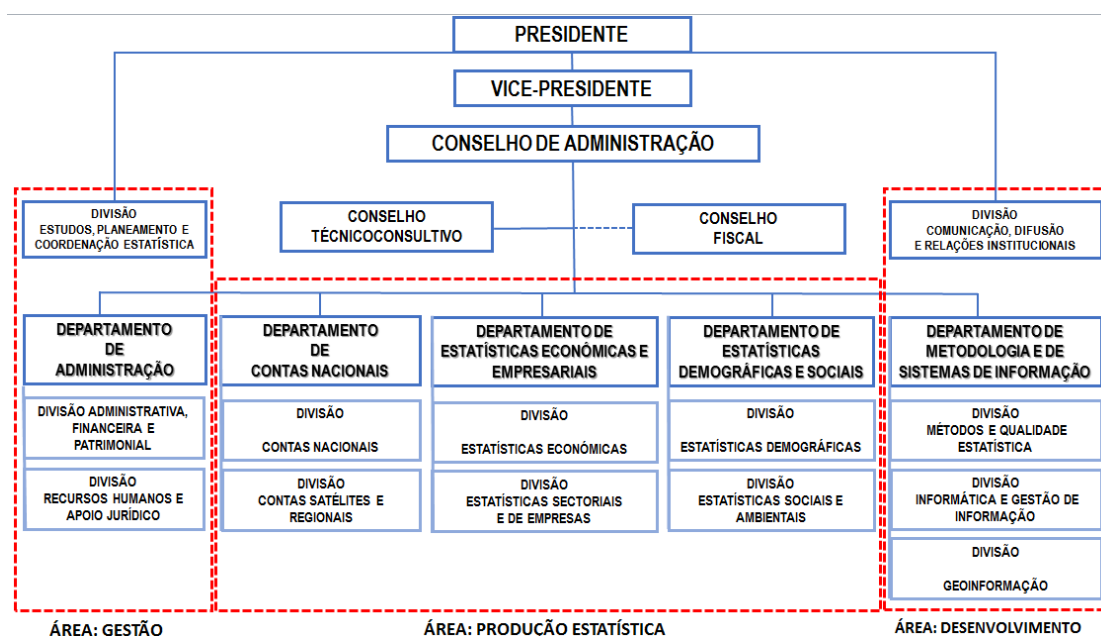 PRESIDENTE
VICE-PRESIDENTE
CONSELHO DE ADMINISTRAÇÃO
DIVISÃO
ESTUDOS, PLANEAMENTO E
COORDENAÇÃO ESTATÍSTICA
CONSELHO
TÉCNICOCONSULTIVO
CONSELHO
FISCAL
DIVISÃO
COMUNICAÇÃO, DIFUSÃO
E RELAÇÕES INSTITUCIONAIS
DEPARTAMENTO
DE
ADMINISTRAÇÃO
DEPARTAMENTO
DE
CONTAS NACIONAIS
DEPARTAMENTO DE
ESTATÍSTICAS ECONÓMICAS E
EMPRESARIAIS
DEPARTAMENTO DE
ESTATÍSTICAS
DEMOGRÁFICAS E SOCIAIS
DEPARTAMENTO DE
METODOLOGIA E DE
SISTEMAS DE INFORMAÇÃO
DIVISÃO ADMINISTRATIVA,
FINANCEIRA E
PATRIMONIAL
DIVISÃO
CONTAS NACIONAIS
DIVISÃO
ESTATÍSTICAS ECONÓMICAS
DIVISÃO
ESTATÍSTICAS DEMOGRÁFICAS
DIVISÃO
MÉTODOS E QUALIDADE
ESTATÍSTICA
DIVISÃO
RECURSOS HUMANOS E
APOIO JURÍDICO
DIVISÃO
CONTAS SATÉLITES E
REGIONAIS
DIVISÃO
ESTATÍSTICAS SECTORIAIS
E DE EMPRESAS
DIVISÃO
ESTATÍSTICAS SOCIAIS E
AMBIENTAIS
DIVISÃO
INFORMÁTICA E GESTÃO DE
INFORMAÇÃO
DIVISÃO
GEOINFORMAÇÃO
ÁREA: GESTÃO
ÁREA: PRODUÇÃO ESTATÍSTICA
ÁREA: DESENVOLVIMENTO